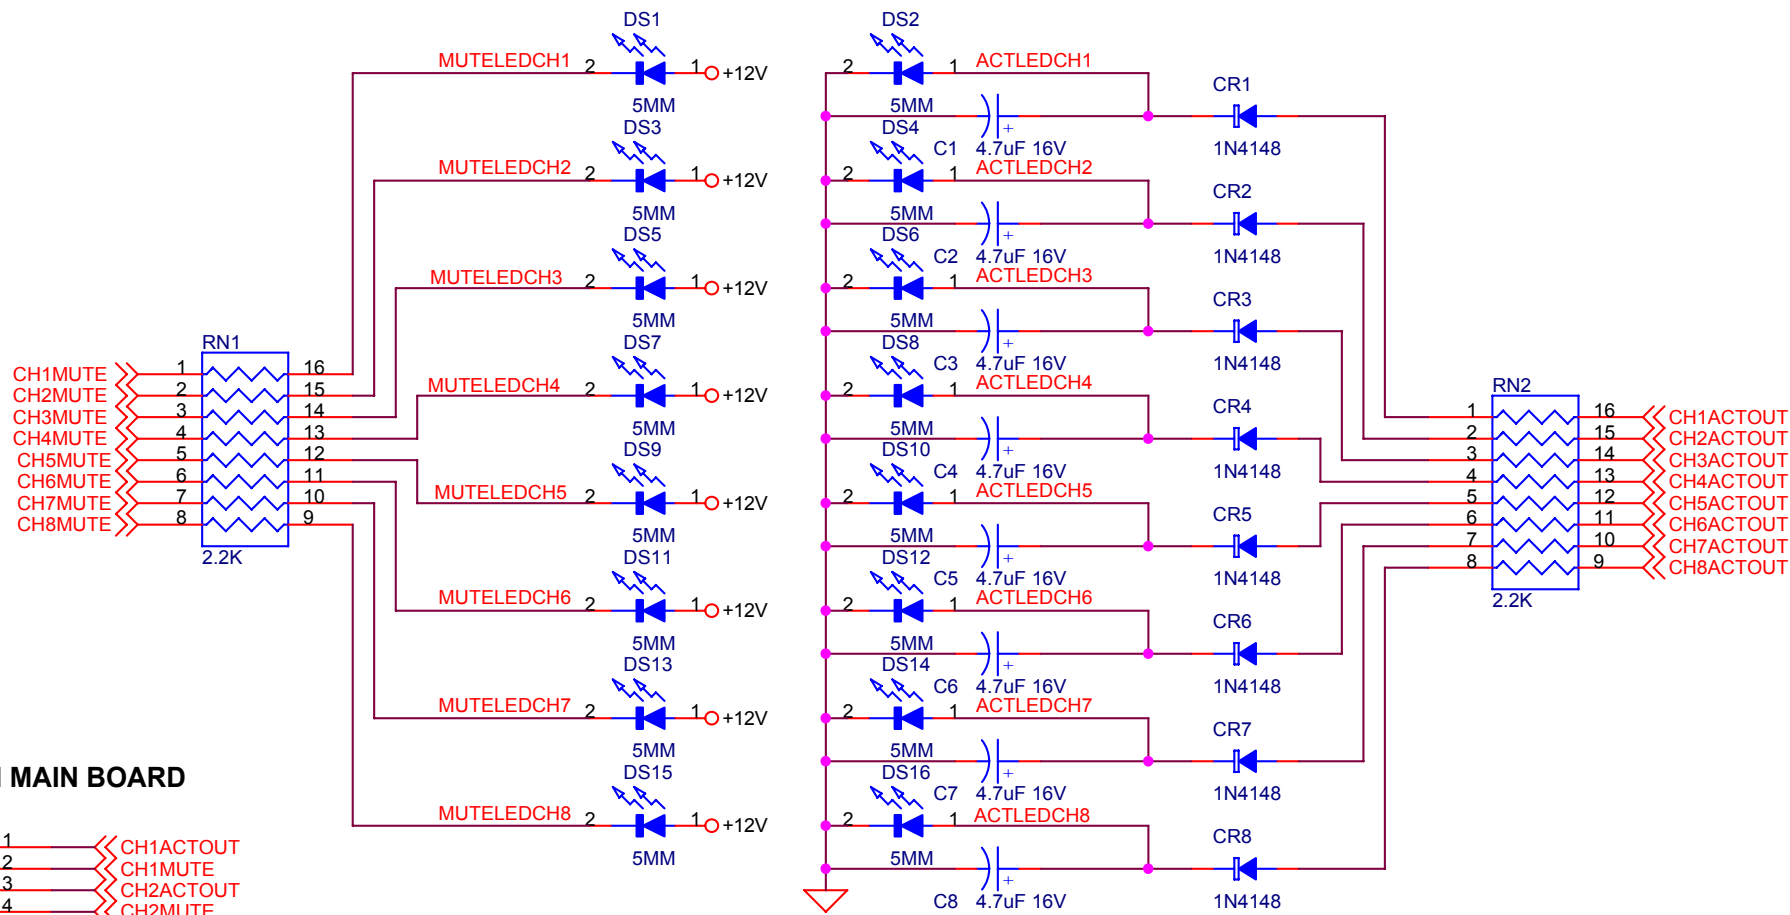 DS1
MUTELEDCH1 2 1 +12V
5MM
DS3
MUTELEDCH2 2 1 +12V
5MM
DS5
MUTELEDCH3 2 1 +12V
5MM
DS7
MUTELEDCH4 2 1 +12V
5MM
DS9
MUTELEDCH5 2 1 +12V
5MM
DS11
MUTELEDCH6 2 1 +12V
5MM
DS13
MUTELEDCH7 2 1 +12V
5MM
DS15
MUTELEDCH8 2 1 +12V
5MM
RN1
CH1MUTE 1 16
CH2MUTE 2 15
CH3MUTE 3 14
CH4MUTE 4 13
CH5MUTE 5 12
CH6MUTE 6 11
CH7MUTE 7 10
CH8MUTE 8 9
2.2K
DS2
2 1 ACTLEDCH1
5MM
C1 4.7uF 16V
DS4
2 1 ACTLEDCH2
5MM
C2 4.7uF 16V
DS6
2 1 ACTLEDCH3
5MM
C3 4.7uF 16V
DS8
2 1 ACTLEDCH4
5MM
C4 4.7uF 16V
DS10
2 1 ACTLEDCH5
5MM
C5 4.7uF 16V
DS12
2 1 ACTLEDCH6
5MM
C6 4.7uF 16V
DS14
2 1 ACTLEDCH7
5MM
C7 4.7uF 16V
DS16
2 1 ACTLEDCH8
5MM
C8 4.7uF 16V
CR1
1N4148
CR2
1N4148
CR3
1N4148
CR4
1N4148
CR5
1N4148
CR6
1N4148
CR7
1N4148
CR8
1N4148
RN2
1 16 CH1ACTOUT
2 15 CH2ACTOUT
3 14 CH3ACTOUT
4 13 CH4ACTOUT
5 12 CH5ACTOUT
6 11 CH6ACTOUT
7 10 CH7ACTOUT
8 9 CH8ACTOUT
2.2K
MAIN BOARD
1 CH1ACTOUT
2 CH1MUTE
3 CH2ACTOUT
4 CH2MUTE